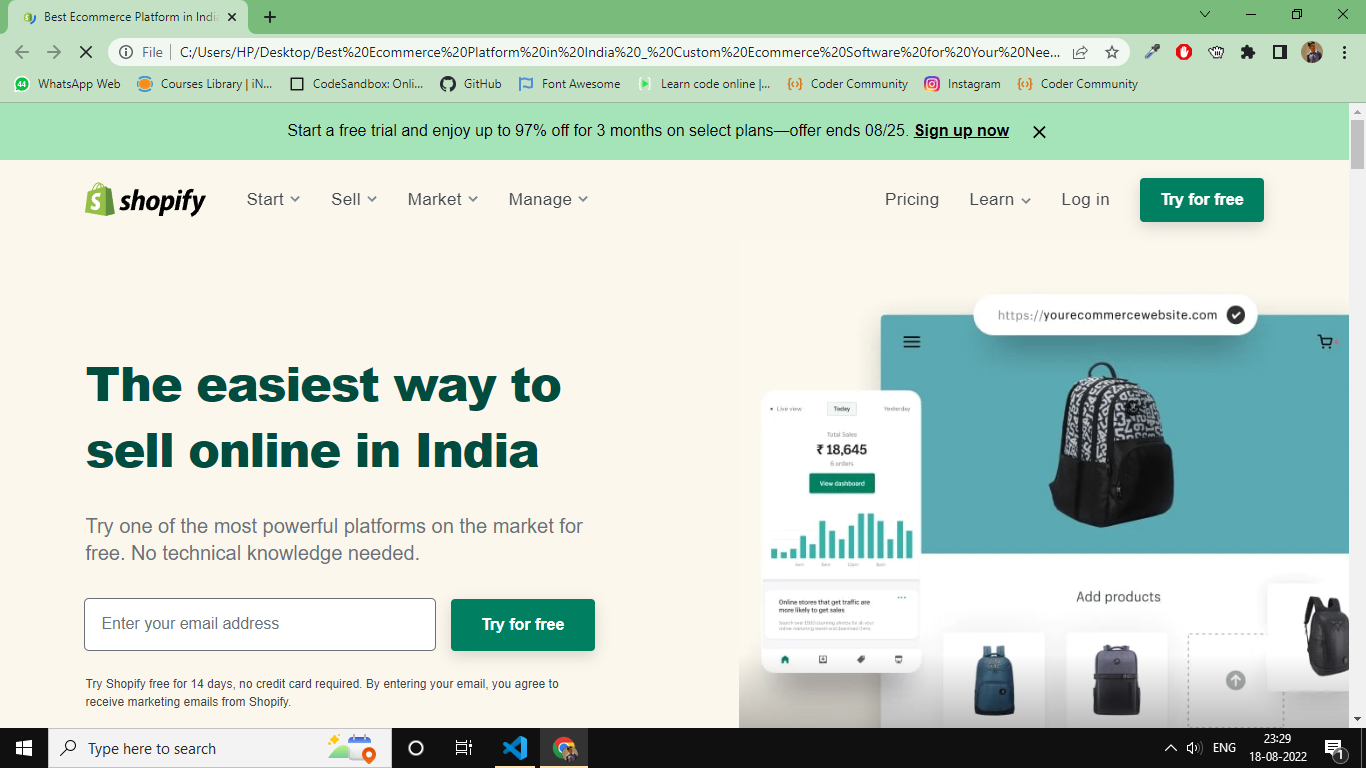 Best Ecommerce Platform in India
File
C:/Users/HP/Desktop/Best%20Ecommerce%20Platform%20in%20India%20_%20Custom%20Ecommerce%20Software%20for%20Your%20Nee...
44
WhatsApp Web
Courses Library | iN...
CodeSandbox: Onli...
GitHub
Font Awesome
Learn code online |...
Coder Community
Instagram
Coder Community
Start a free trial and enjoy up to 97% off for 3 months on select plans—offer ends 08/25. Sign up now
shopify
Start
Sell
Market
Manage
Pricing
Learn
Log in
Try for free
The easiest way to
sell online in India
Try one of the most powerful platforms on the market for
free. No technical knowledge needed.
Enter your email address
Try for free
Try Shopify free for 14 days, no credit card required. By entering your email, you agree to
receive marketing emails from Shopify.
https://yourecommercewebsite.com
Live view
Today
Yesterday
Total Sales
₹ 18,645
6 orders
View dashboard
Online stores that get traffic are
more likely to get sales
Add products
Type here to search
ENG
23:29
18-08-2022
1